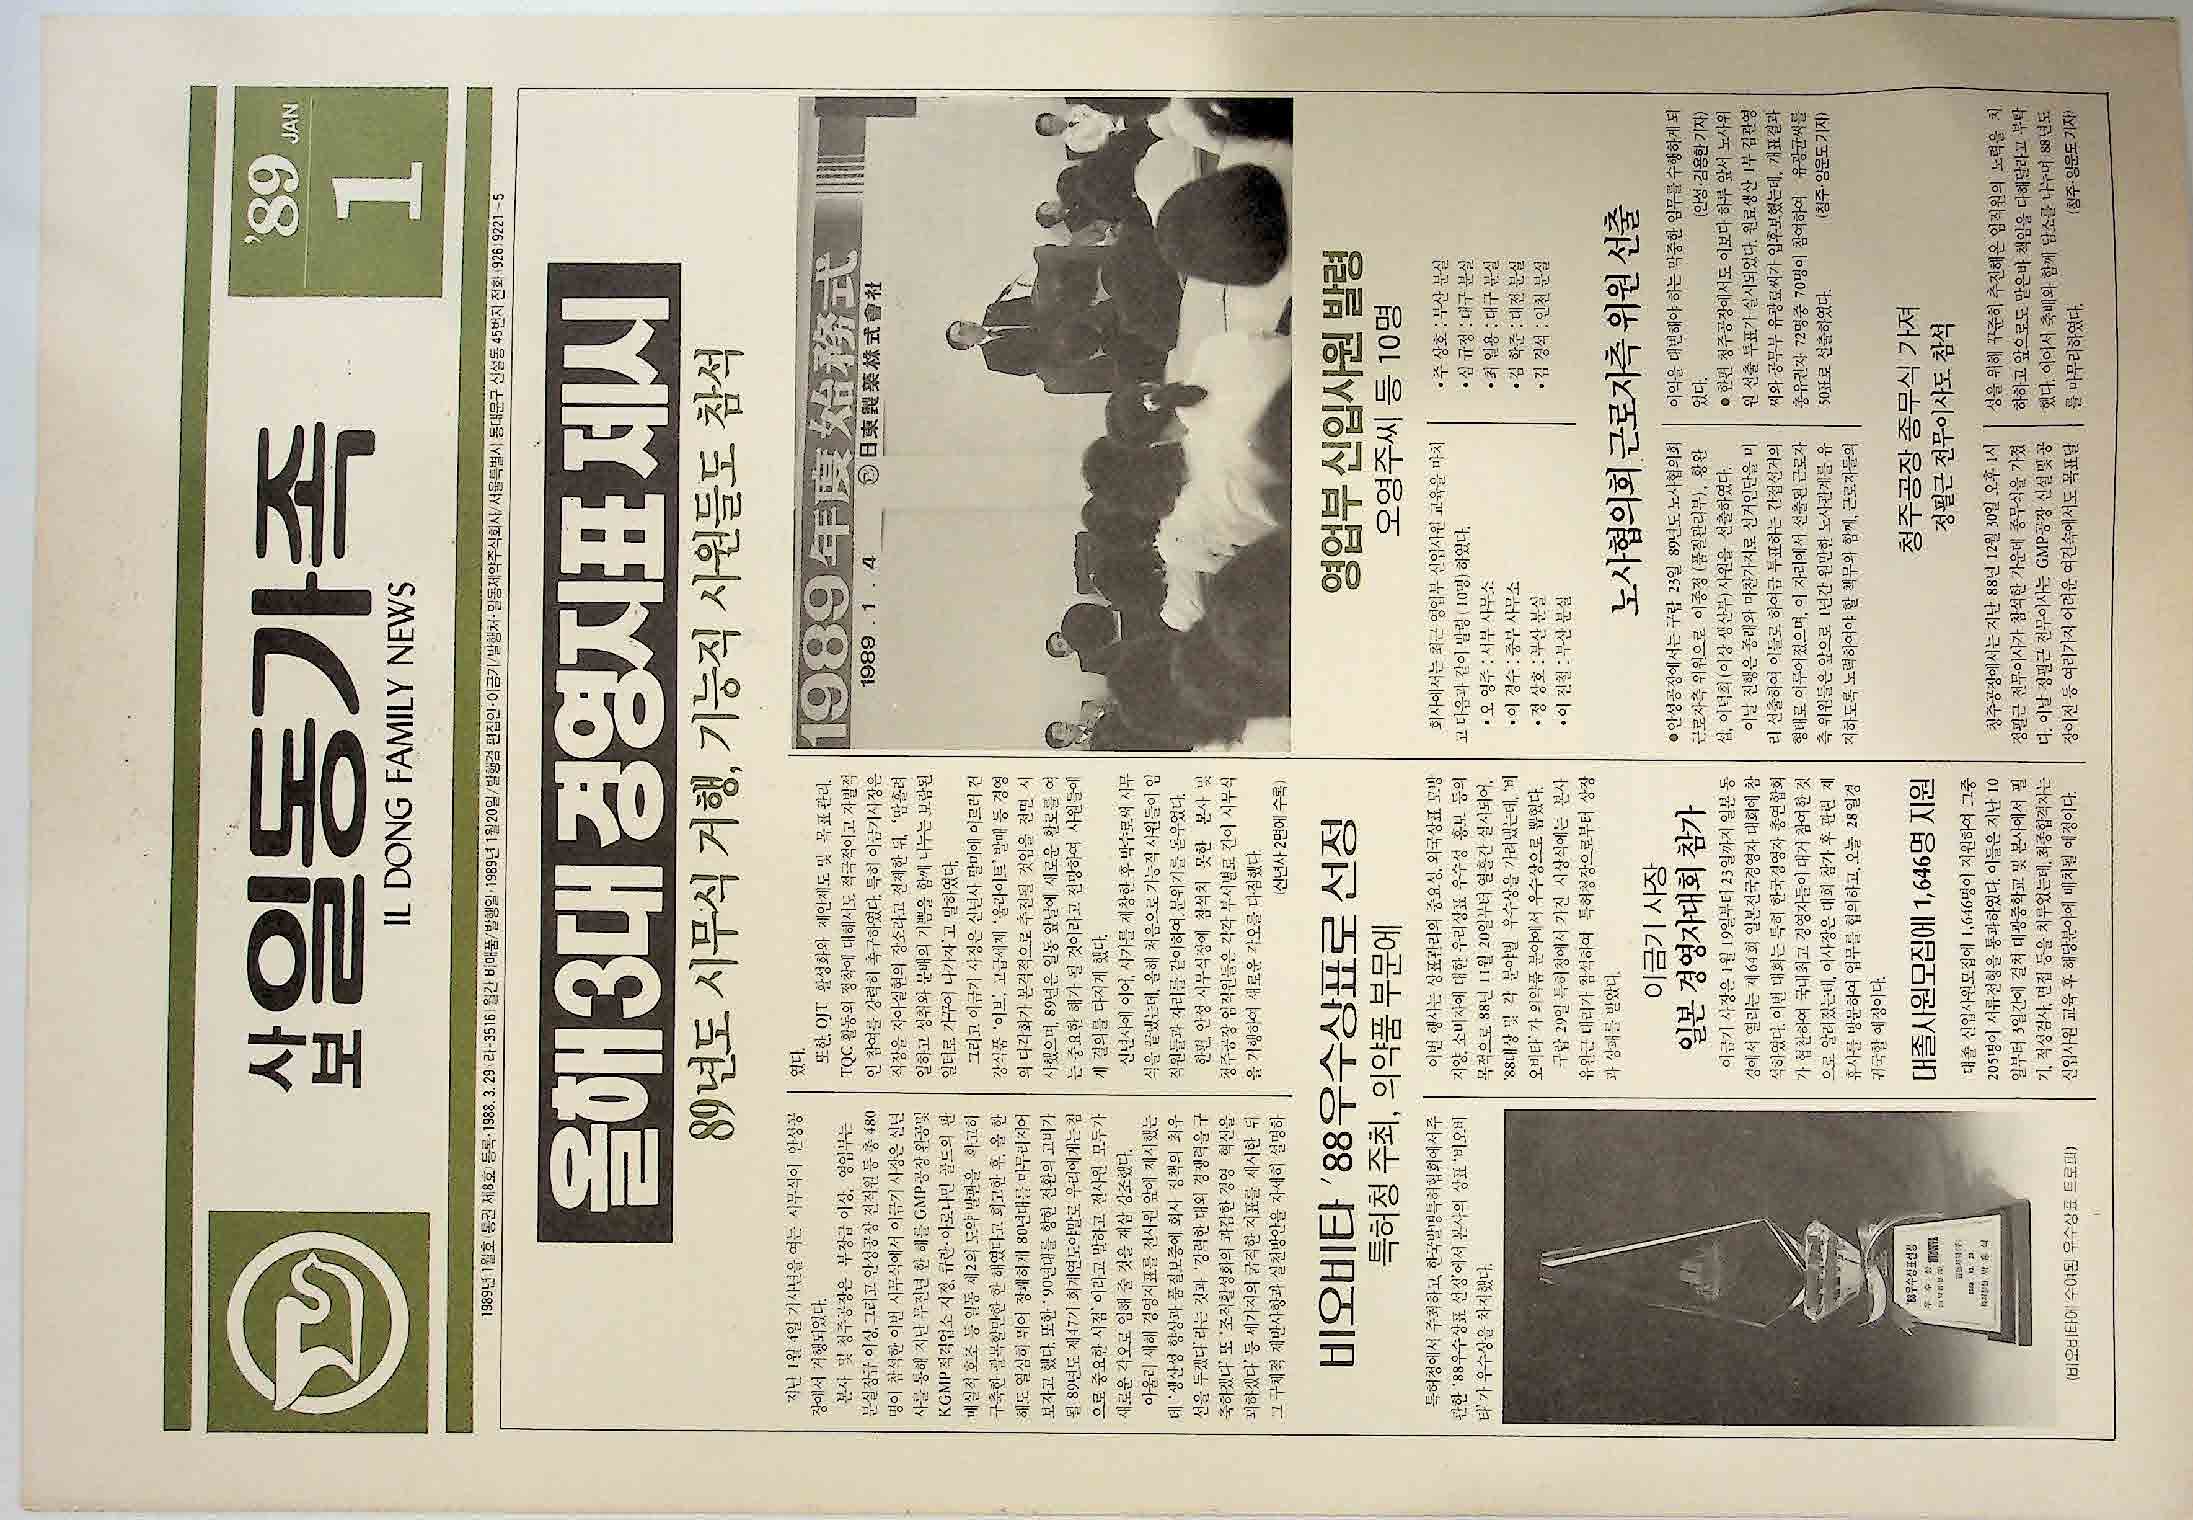 사보 일동가족
IL DONG FAMILY NEWS
'89 JAN
1
1989년 1월호(통권 제8호) 등록·1988. 3. 29(라-3516) 월간 비매품/발행일·1989년 1월20일/발행겸 편집인·이금기/발행처·일동제약주식회사/서울특별시 동대문구 신설동 45번지 전화(926)9221~5
올해 3대 경영지표 제시
89년도 시무식 거행, 기능직 사원들도 참석
지난 1월 4일 기사년을 여는 시무식이 안성공
장에서 거행되었다.
본사 및 청주공장은 부장급 이상, 영업부는
분실장급 이상, 그리고 안성공장 전직원 등 총 480
명이 참석한 이번 시무식에서 이금기 사장은 신년
사를 통해 지난 무진년 한 해를 GMP공장 완공및
KGMP적격업소 지정, 큐란·아로나민 골드의 판
매실적 호조 등 일동 제2의 도약 발판을 확고히
구축한 괄목할만한 한 해였다고 회고한 후, 올 한
해도 열심히 뛰어 장쾌하게 80년대를 마무리지어
보자고 했다. 또한 '90년대를 향한 전환의 고비가
될 89년도 제47기 회계연도야말로 우리에게는 참
으로 중요한 시점'이라고 말하고 전사원 모두가
새로운 각오로 임해 줄 것을 재삼 강조했다.
아울러 새해 경영지표를 전사원 앞에 제시했는
데 '생산성 향상과 품질보증에 회사 정책의 최우
선을 두겠다'라는 것과 '강력한 대외 경쟁력을 구
축하겠다' 또 '조직활성화의 과감한 경영 혁신을
꾀하겠다' 등 세가지의 굵직한 지표를 제시한 뒤
그 구체적 제반사항과 실천방안을 자세히 설명하
였다.
또한, OJT 활성화와 제안제도 및 목표관리,
TQC 활동의 정착에 대해서도 적극적이고 자발적
인 참여를 강력히 촉구하였다. 특히 이금기사장은
직장을 자아실현의 장소라고 전제한 뒤, '땀흘려
일하고 성취와 분배의 기쁨을 함께 나누는 보람된
일터로 가꾸어 나가자'고 말하였다.
그리고 이금기 사장은 신년사 말미에 이르러 건
강식품 '이브', 고급세제 '울라이트' 발매 등 경영
의 다각화가 본격적으로 추진될 것임을 전면 시
사했으며, 89년은 일동 앞날에 새로운 활로를 여
는 중요한 해가 될 것이라고 전망하여 사원들에
게 결의를 다지게 했다.
신년사에 이어, 사가를 제창한 후 박수로써 시무
식을 끝냈는데, 올해 처음으로 기능직 사원들이 임
직원들과 자리를 같이하여 분위기를 돋우었다.
한편, 안성 시무식장에 참석치 못한 본사 및
청주공장 임직원들은 각각 부서별로 간이 시무식
을 거행하여 새로운 각오를 다짐했다.
(신년사 2면에 수록)
1989年度 始務式
1989 . 1 . 4 日東製藥株式會社
비오비타 '88우수상표로 선정
특허청 주최, 의약품 부문에
특허청에서 주최하고, 한국발명특허협회에서주
관한 '88우수상표 선정'에서 본사의 상표 '비오비
타'가 우수상을 차지했다.
'88우수상표선정
우 수 상
(비오비타에 수여된 우수상표 트로피)
이번 행사는 상표관리의 중요성, 외국상표 모방
지양, 소비자에 대한 우리상표 우수성 홍보 등의
목적으로 88년 11월 20일부터 열흘간 실시되어,
'88대상 및 각 분야별 우수상을 가려냈는데, '비
오비타'가 의약품 분야에서 우수상으로 뽑혔다.
구랍 29일 특허청에서 가진 시상식에는 본사
유완근 대리가 참석하여 특허청장으로부터 상장
과 상패를 받았다.
이금기 사장
일본 경영자대회 참가
이금기 사장은 1월 19일부터 23일까지 일본 동
경에서 열리는 제64회 일본전국경영자 대회에 참
석하였다. 이번 대회는 특히 한국경영자 총연합회
가 협찬하여 국내최고 경영자들이 대거 참여한 것
으로 알려졌는데, 이사장은 대회 참가 후 관련 제
휴사를 방문하여 업무를 협의하고, 오늘 28일경
귀국할 예정이다.
대졸사원모집에 1,646명 지원
대졸 신입사원모집에 1,646명이 지원하여 그중
205명이 서류전형을 통과하였다. 이들은 지난 10
일부터 3일간에 걸쳐 대광중학교 및 본사에서 필
기, 적성검사, 면접 등을 치루었는데, 최종합격자는
신입사원 교육 후 해당분야에 배치될 예정이다.
영업부 신입사원 발령
오영주씨 등 10명
회사에서는 최근 영업부 신입사원 교육을 마치
고 다음과 같이 발령(10명)하였다.
•오 영주 : 서부 사무소
•이 경수 : 중부 사무소
•정 상호 : 부산 분실
•이 진철 : 부산 분실
•주 상호 : 부산 분실
•심 규정 : 대구 분실
•최 일용 : 대구 분실
•김 학준 : 대전 분실
•김 경석 : 인천 분실
노사협의회 근로자측 위원 선출
●안성공장에서는 구랍 23일 89년도 노사협의회
근로자측 위원으로 이종정(품질관리부), 황완
섭, 이덕희(이상 생산부)사원을 선출하였다.
이날 진행은 종래와 마찬가지로 선거인단을 미
리 선출하여 이들로 하여금 투표하는 간접선거의
형태로 이루어졌으며, 이 자리에서 선출된 근로자
측 위원들은 앞으로 1년간 원만한 노사관계를 유
지하도록 노력하여야 할 책무와 함께, 근로자들의
이익을 대변해야 하는 막중한 임무를 수행하게 되
었다. (안성·김용한 기자)
●한편 청주공장에서도 이보다 하루 앞서 노사위
원 선출 투표가 실시되었다. 원료생산 1부 김관영
씨와 공무부 유광료씨가 입후보했는데, 개표결과
총유권자 72명중 70명이 참여하여 유광균씨를
50표로 선출하였다. (청주·양운도 기자)
청주공장 종무식 가져
정필근 전무이사도 참석
청주공장에서는 지난 88년 12월 30일 오후 1시
정필근 전무이사가 참석한 가운데 종무식을 가졌
다. 이날 정필근 전무이사는 GMP공장 신설및공
장이전 등 여러가지 어려운 여건속에서도 목표달
성을 위해 꾸준히 추진해온 임직원의 노력을 치
하하고 앞으로도 맡은바 책임을 다해달라고 부탁
했다. 이어서 축배와 함께 담소를 나누며 88년도
를 마무리하였다. (청주·양운도 기자)